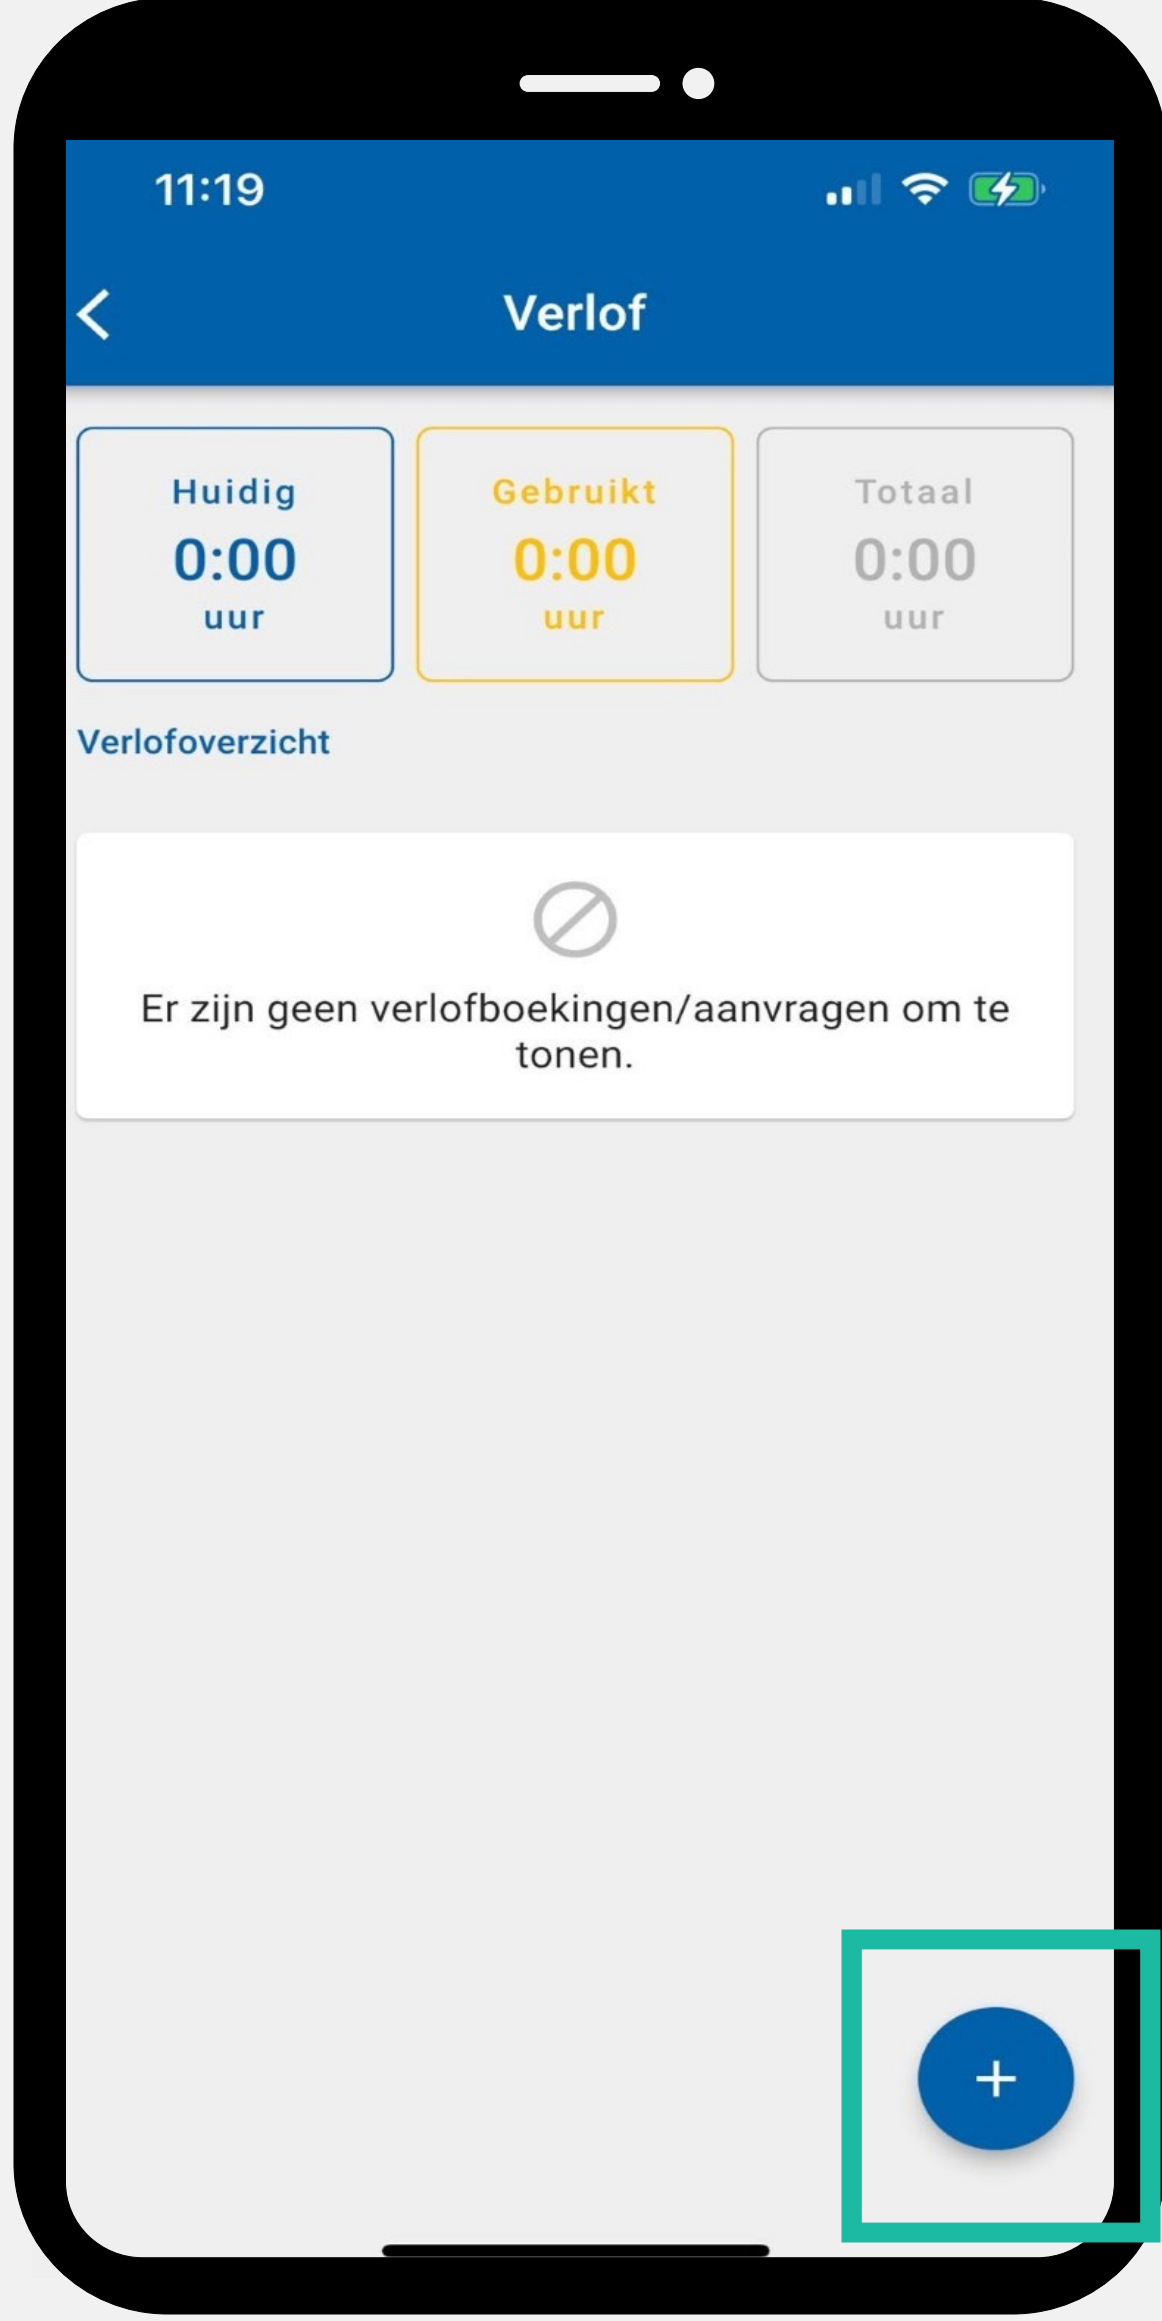 11:19
Verlof
Huidig
0:00
uur
Gebruikt
0:00
uur
Totaal
0:00
uur
Verlofoverzicht
Er zijn geen verlofboekingen/aanvragen om te
tonen.
+